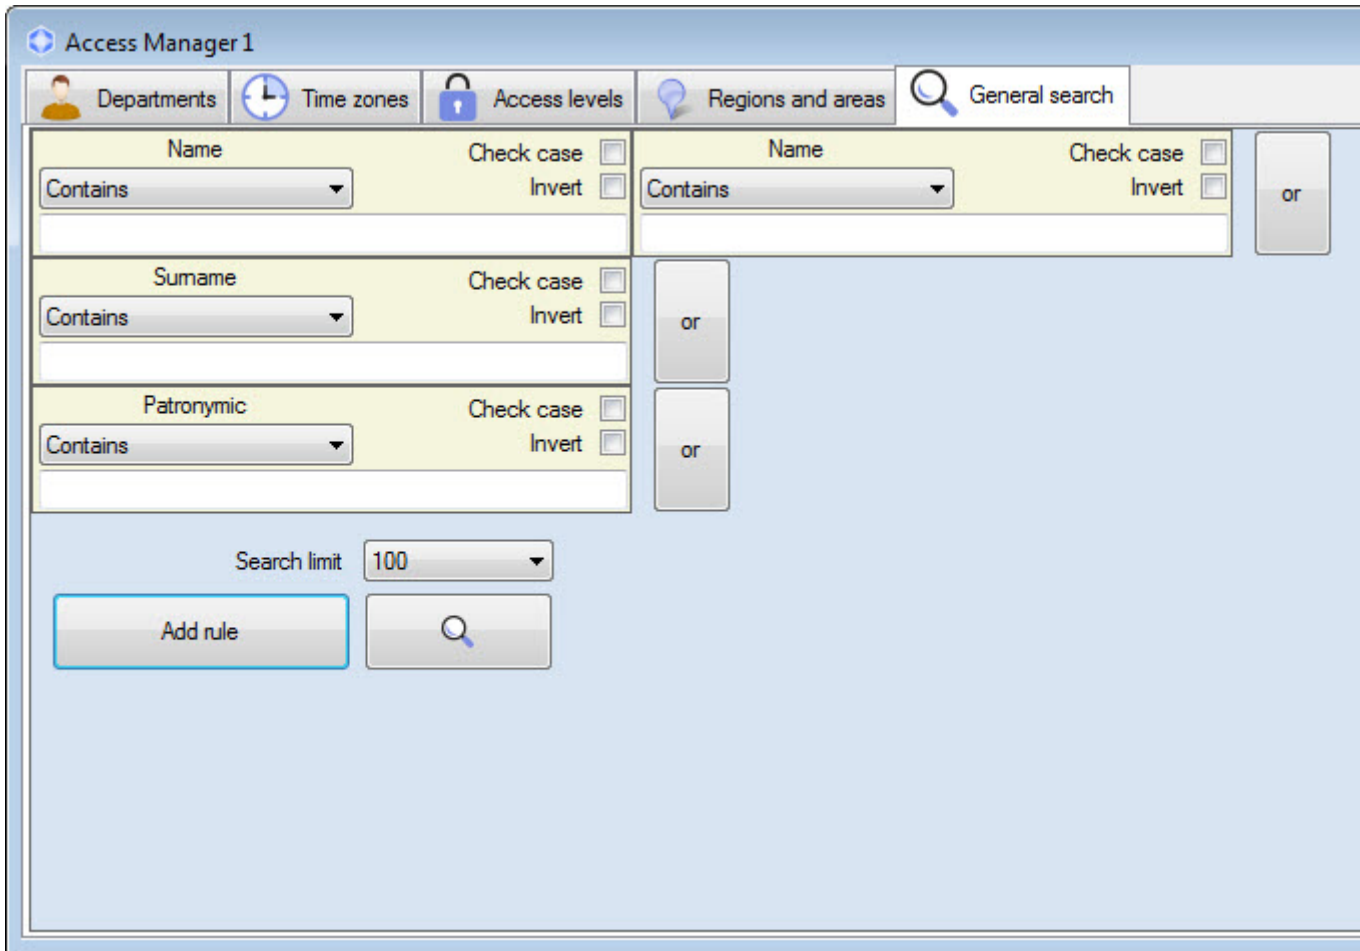 Access Manager 1
Departments Time zones Access levels Regions and areas General search
Name Check case Name Check case
Contains Invert Contains Invert or
Surname Check case
Contains Invert or
Patronymic Check case
Contains Invert or
Search limit 100
Add rule